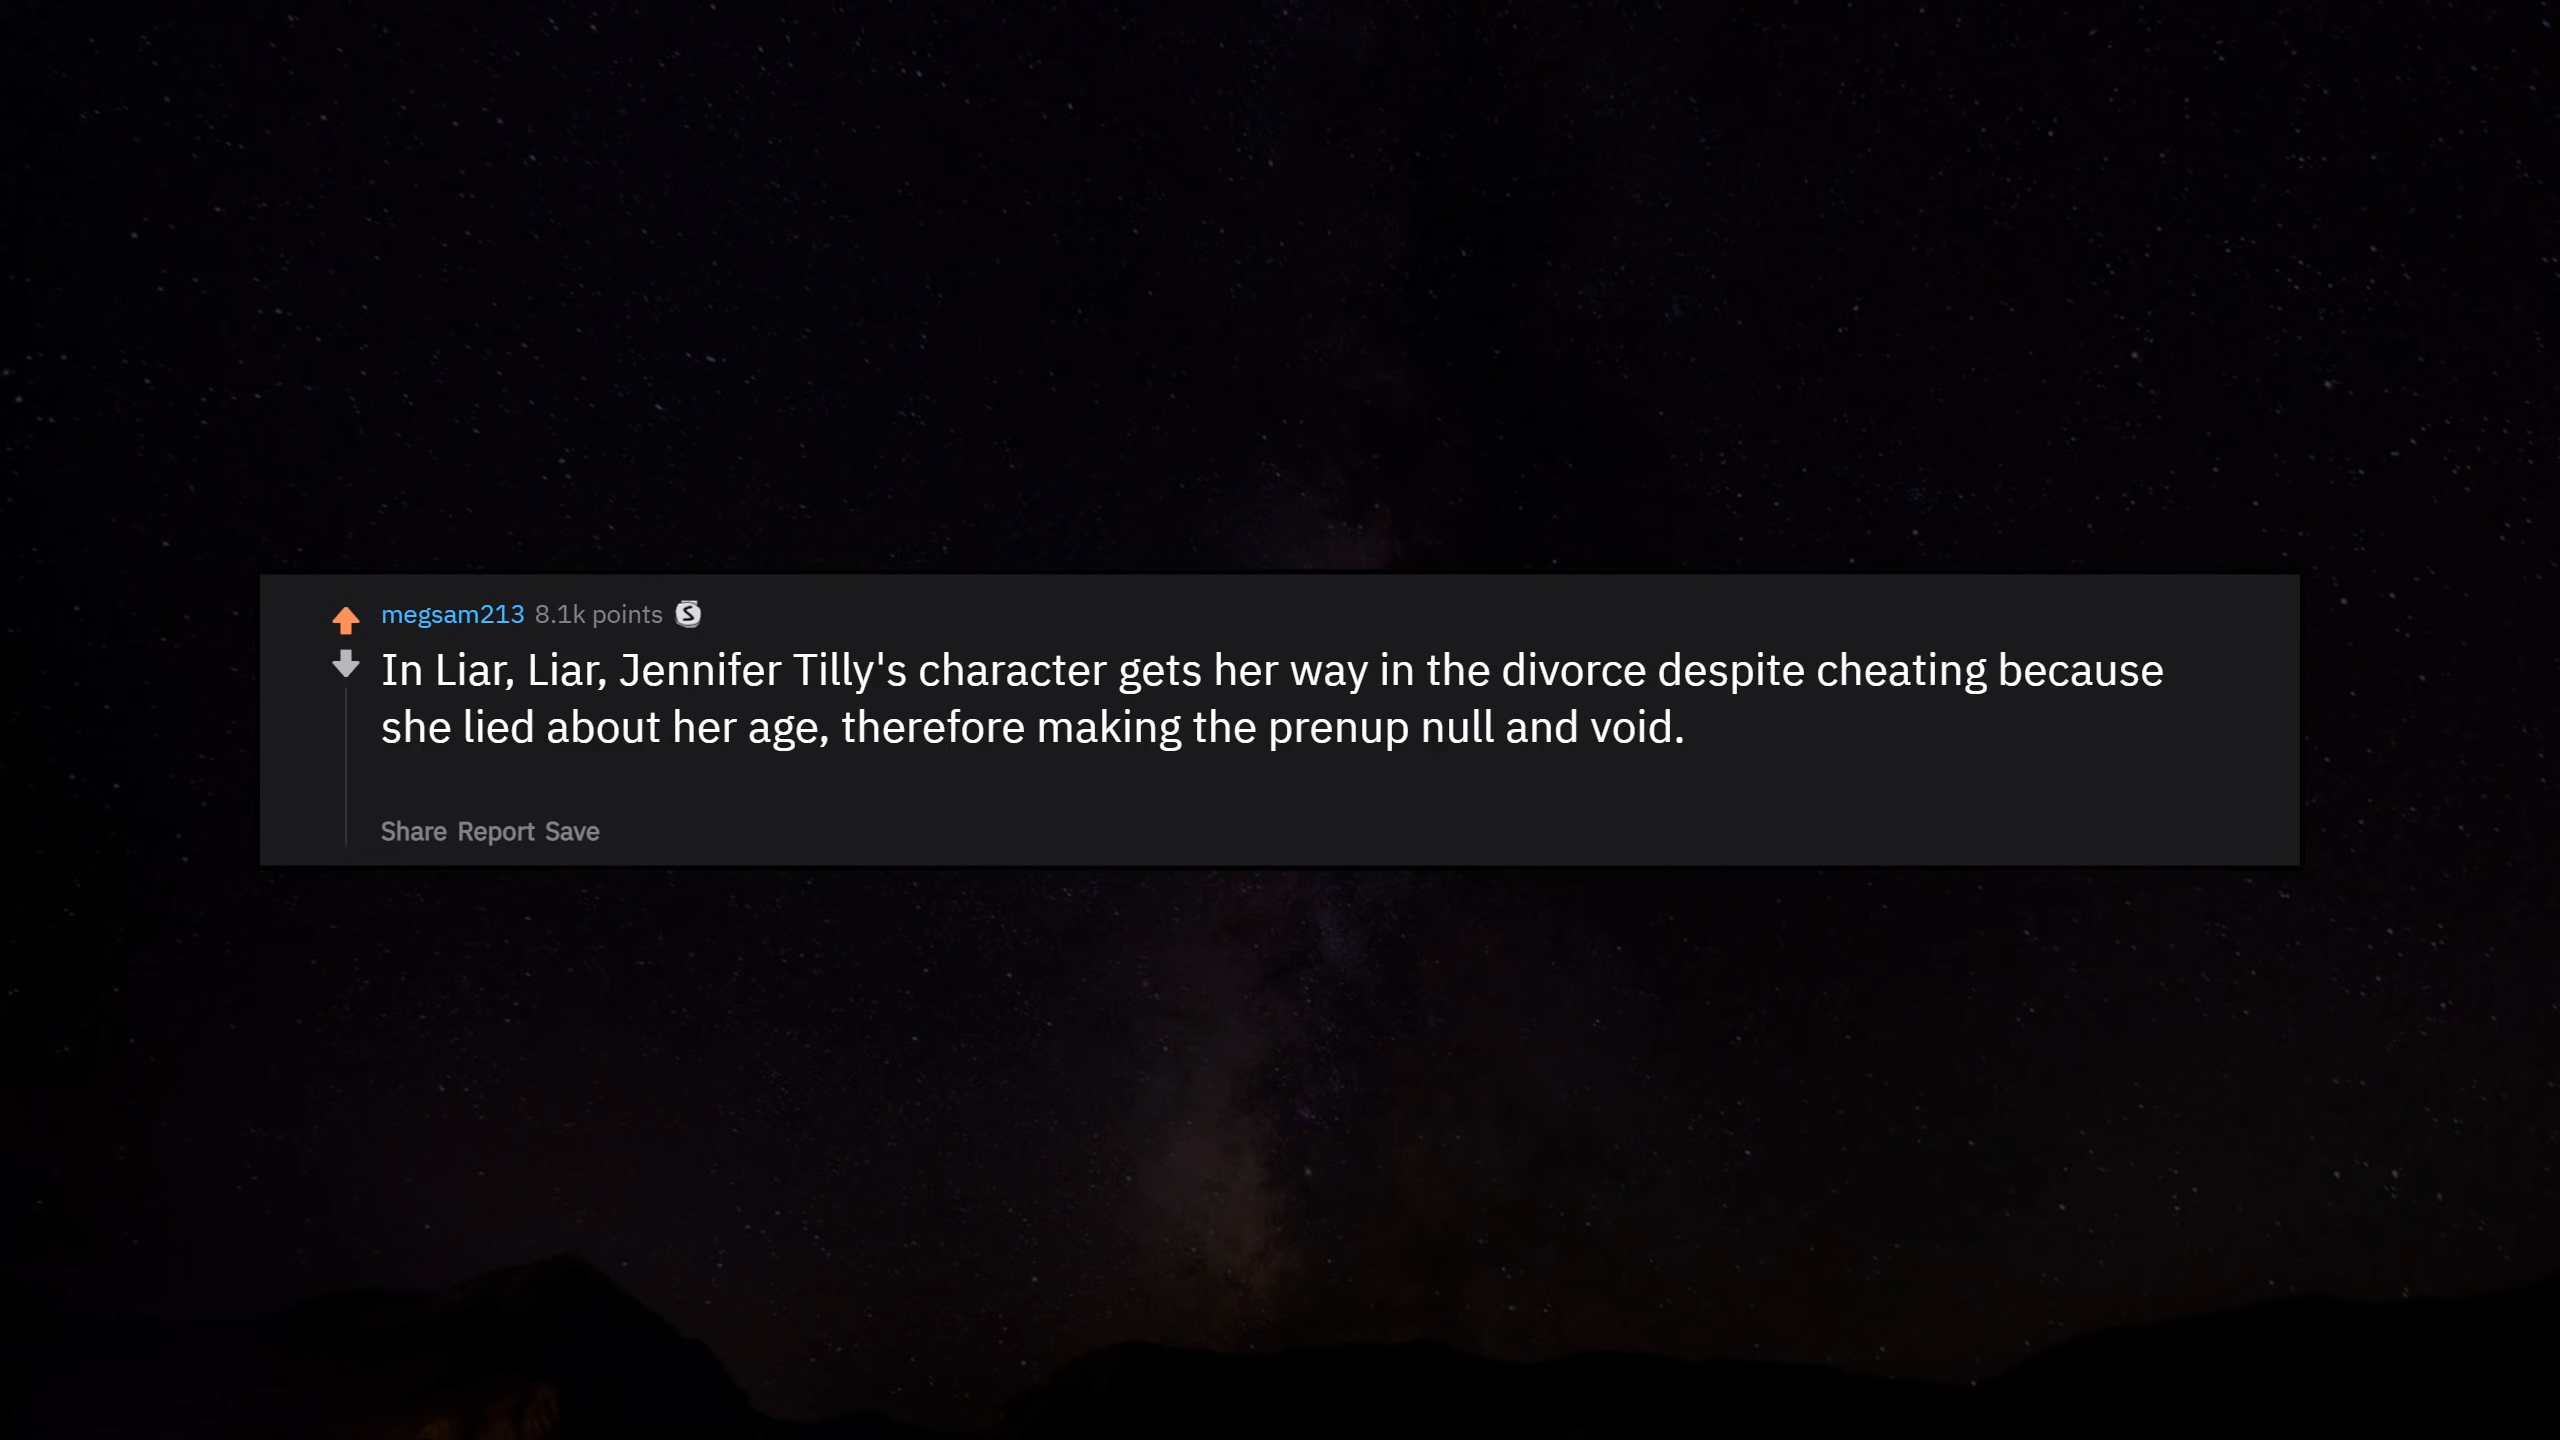 megsam213 8.1k points S
In Liar, Liar, Jennifer Tilly's character gets her way in the divorce despite cheating because
she lied about her age, therefore making the prenup null and void.
Share Report Save